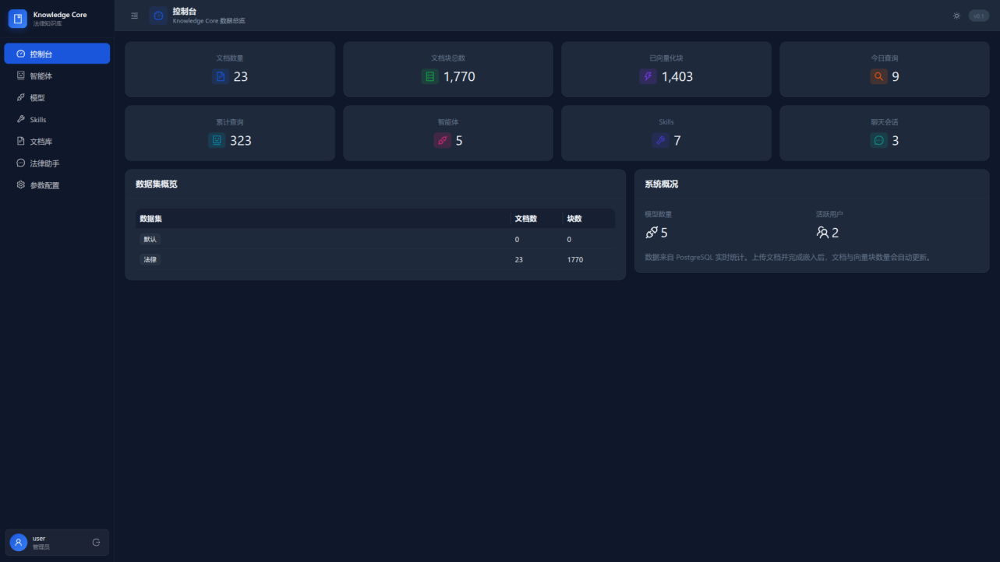 Knowledge Core
法律知识库
控制台
智能体
模型
Skills
文档库
法律助手
参数配置
user
管理员
控制台
Knowledge Core 数据总览
v0.1
文档数量
23
文档块总数
1,770
已向量化块
1,403
今日查询
9
累计查询
323
智能体
5
Skills
7
聊天会话
3
数据集概览
数据集 文档数 块数
默认 0 0
法律 23 1770
系统概况
模型数量
5
活跃用户
2
数据来自 PostgreSQL 实时统计。上传文档并完成嵌入后，文档与向量块数量会自动更新。